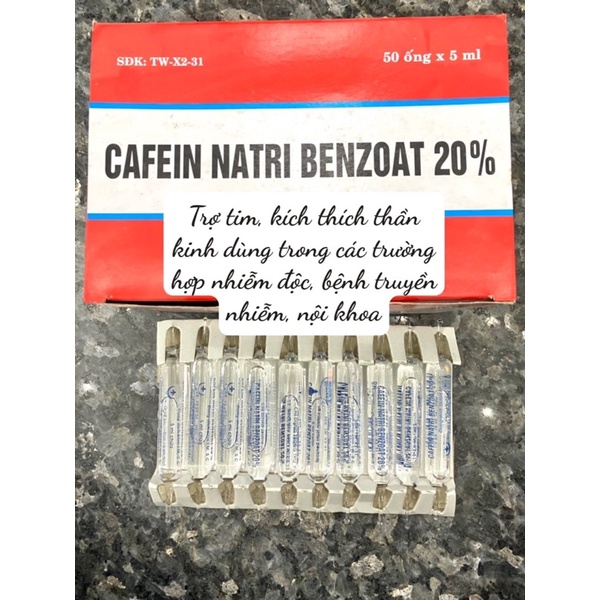 SĐK: TW-X2-31
50 ống x 5 ml
CAFEIN NATRI BENZOAT 20%
Trợ tim, kích thích thần
kinh dùng trong các trường
hợp nhiễm độc, bệnh truyền
nhiễm, nội khoa